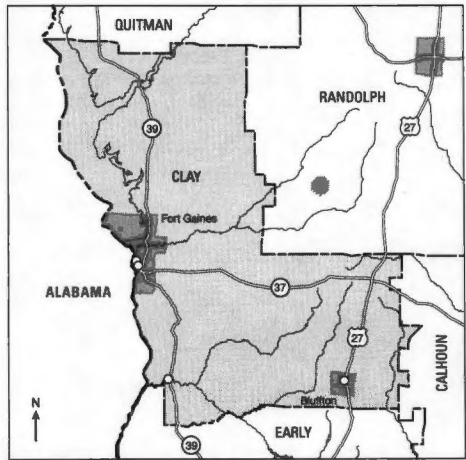 QUITMAN
RANDOLPH
27
39
CLAY
Fort Gaines
ALABAMA
37
27
CALHOUN
Bluffton
N
EARLY
39